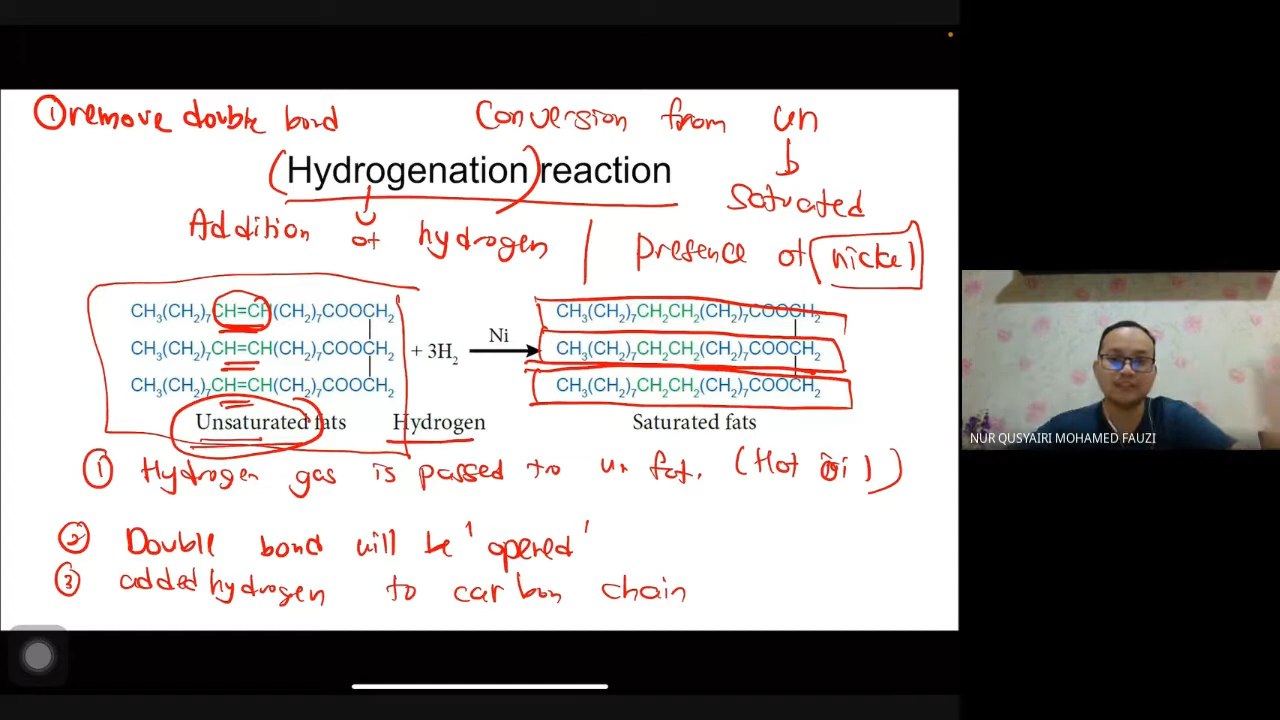 ① remove double bond
Conversion from un
b
saturated
(Hydrogenation) reaction
Addition of hydrogen | Presence of nickel
CH₃(CH₂)₇CH=CH(CH₂)₇COOCH₂
CH₃(CH₂)₇CH=CH(CH₂)₇COOCH₂
CH₃(CH₂)₇CH=CH(CH₂)₇COOCH₂
+ 3H₂
Ni
CH₃(CH₂)₇CH₂CH₂(CH₂)₇COOCH₂
CH₃(CH₂)₇CH₂CH₂(CH₂)₇COOCH₂
CH₃(CH₂)₇CH₂CH₂(CH₂)₇COOCH₂
Unsaturated fats
Hydrogen
Saturated fats
NUR QUSYAIRI MOHAMED FAUZI
① Hydrogen gas is passed to un fat. (Hot oil)
② Double bond will be 'opened'
③ added hydrogen to carbon chain